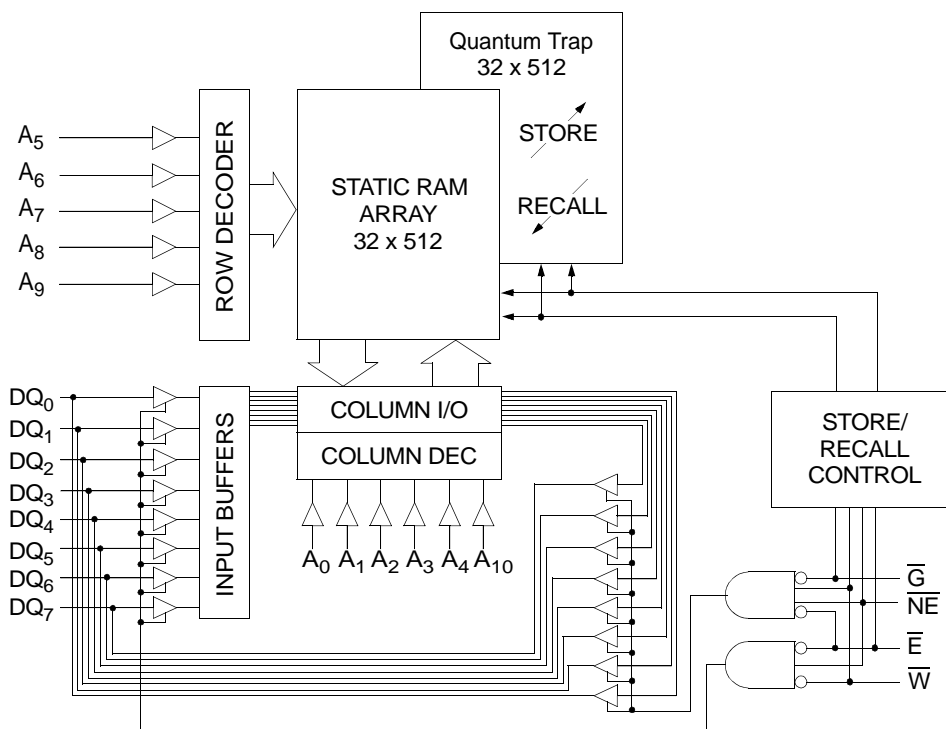 Quantum Trap
32 x 512
STORE
RECALL
STATIC RAM
ARRAY
32 x 512
ROW DECODER
A5
A6
A7
A8
A9
DQ0
DQ1
DQ2
DQ3
DQ4
DQ5
DQ6
DQ7
INPUT BUFFERS
COLUMN I/O
COLUMN DEC
A0 A1 A2 A3 A4 A10
STORE/
RECALL
CONTROL
G̅
N̅E̅
E̅
W̅